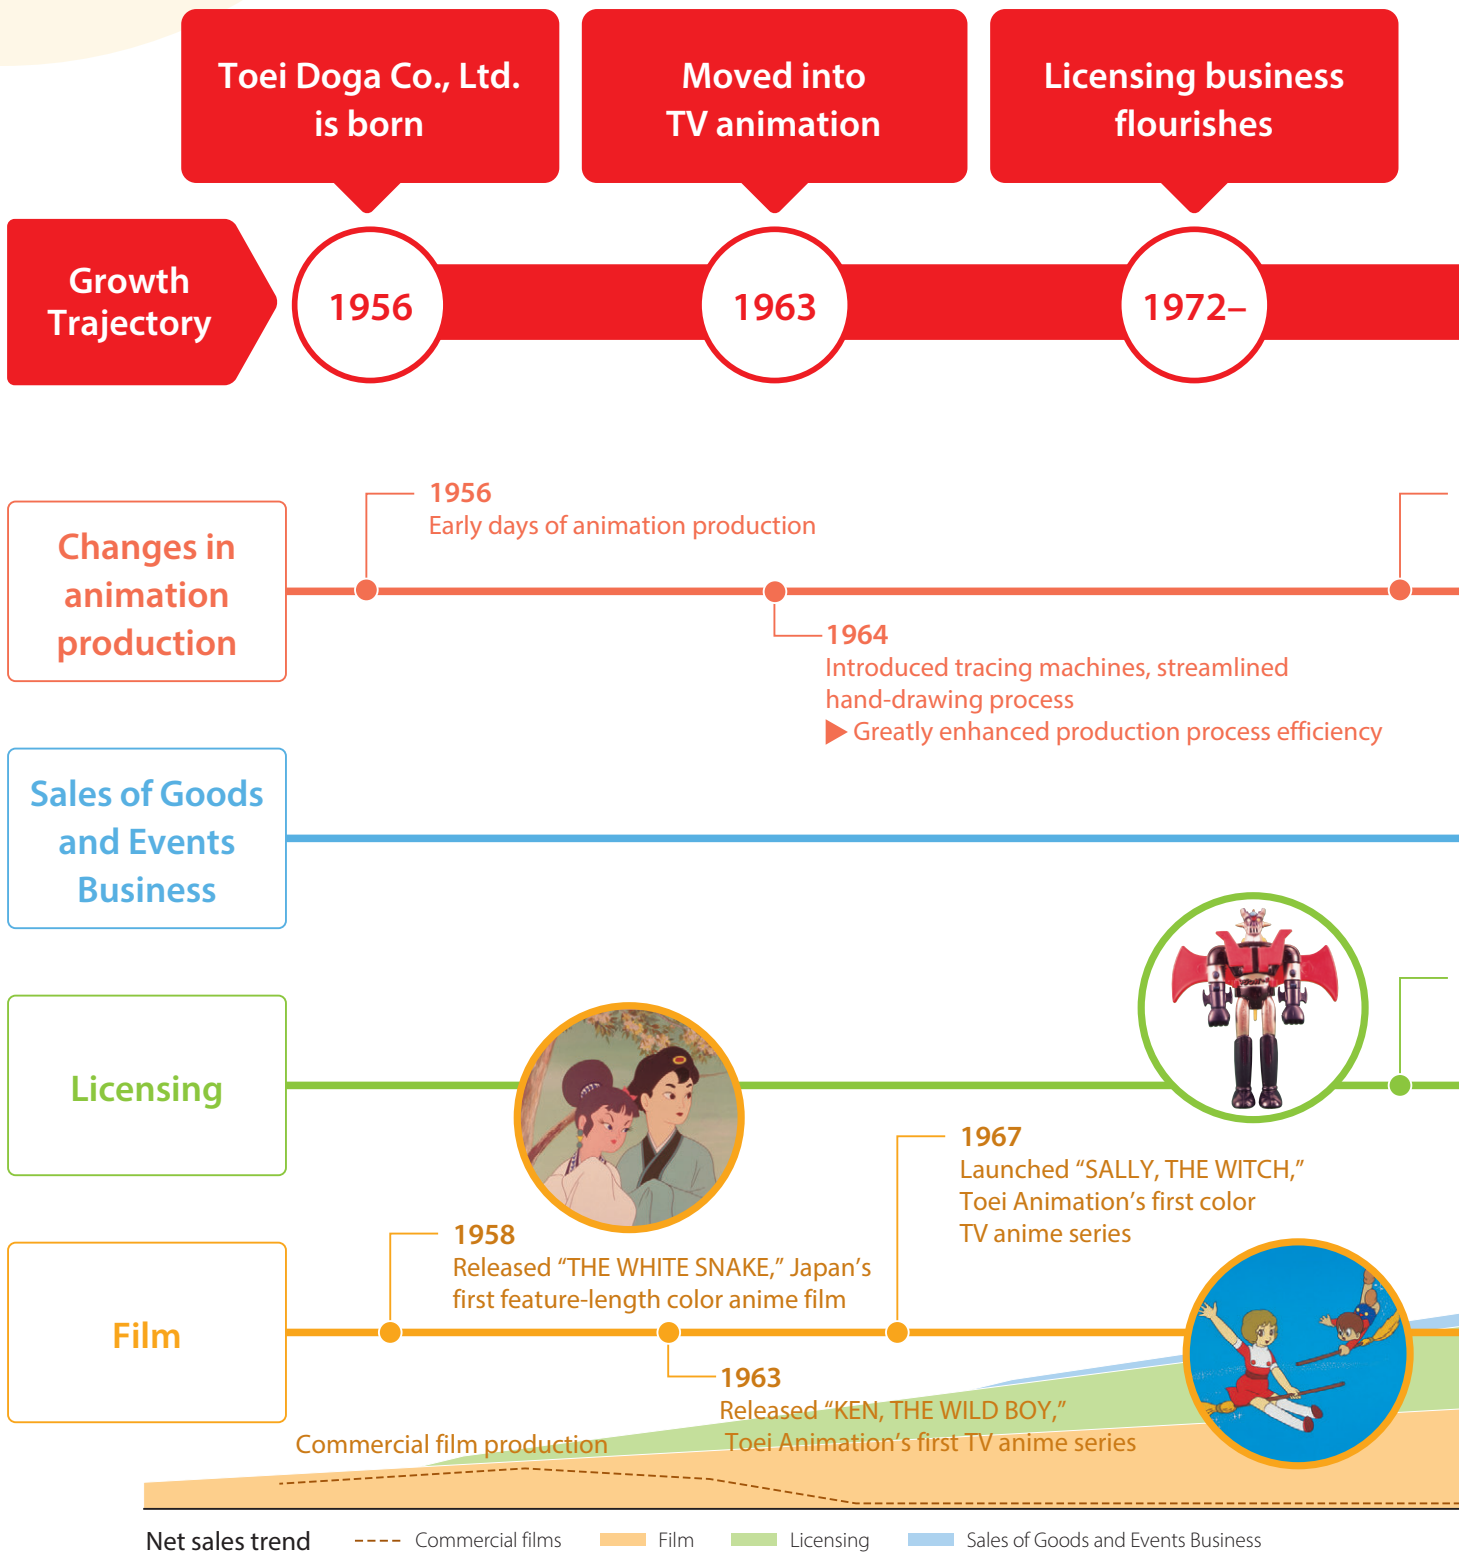 Toei Doga Co., Ltd.
is born
Moved into
TV animation
Licensing business
flourishes
Growth
Trajectory
1956
1963
1972–
Changes in
animation
production
1956
Early days of animation production
1964
Introduced tracing machines, streamlined
hand-drawing process
▶ Greatly enhanced production process efficiency
Sales of Goods
and Events
Business
Licensing
Film
1958
Released “THE WHITE SNAKE,” Japan’s
first feature-length color anime film
1963
Released “KEN, THE WILD BOY,”
Toei Animation’s first TV anime series
1967
Launched “SALLY, THE WITCH,”
Toei Animation’s first color
TV anime series
Commercial film production
Net sales trend
Commercial films
Film
Licensing
Sales of Goods and Events Business